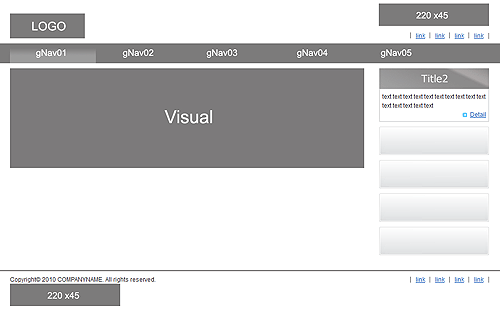 LOGO
220 x45
| link | link | link | link |
gNav01 gNav02 gNav03 gNav04 gNav05
Visual
Title2
text text text text text text text text text text
text text text text text
Detail
Copyright© 2010 COMPANYNAME. All rights reserved.
| link | link | link | link |
220 x45